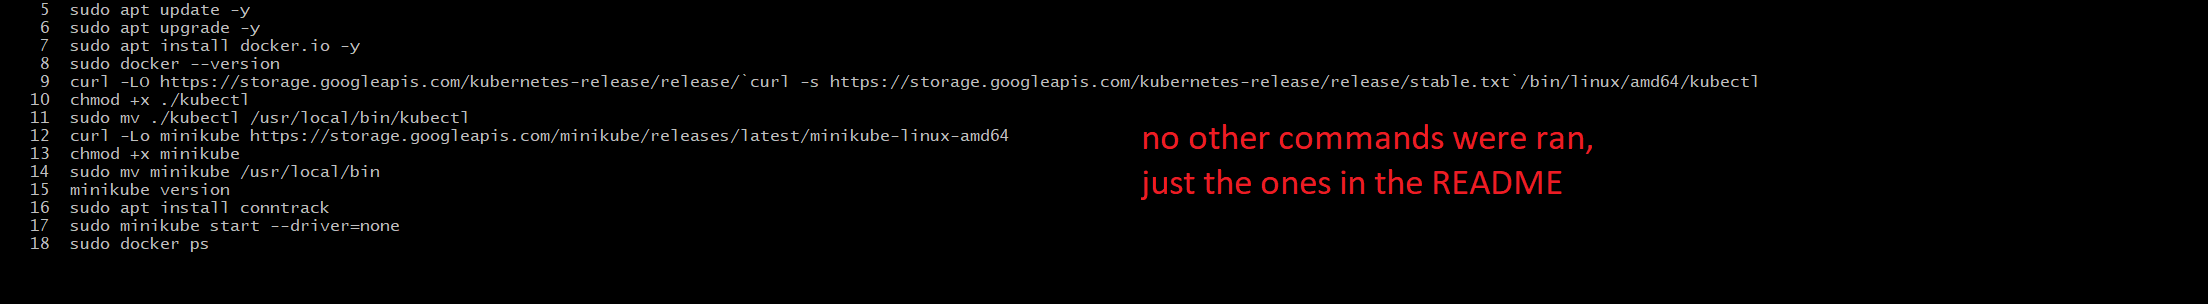 5 sudo apt update -y
6 sudo apt upgrade -y
7 sudo apt install docker.io -y
8 sudo docker --version
9 curl -LO https://storage.googleapis.com/kubernetes-release/release/`curl -s https://storage.googleapis.com/kubernetes-release/release/stable.txt`/bin/linux/amd64/kubectl
10 chmod +x ./kubectl
11 sudo mv ./kubectl /usr/local/bin/kubectl
12 curl -Lo minikube https://storage.googleapis.com/minikube/releases/latest/minikube-linux-amd64
13 chmod +x minikube
14 sudo mv minikube /usr/local/bin
15 minikube version
16 sudo apt install conntrack
17 sudo minikube start --driver=none
18 sudo docker ps
no other commands were ran,
just the ones in the README